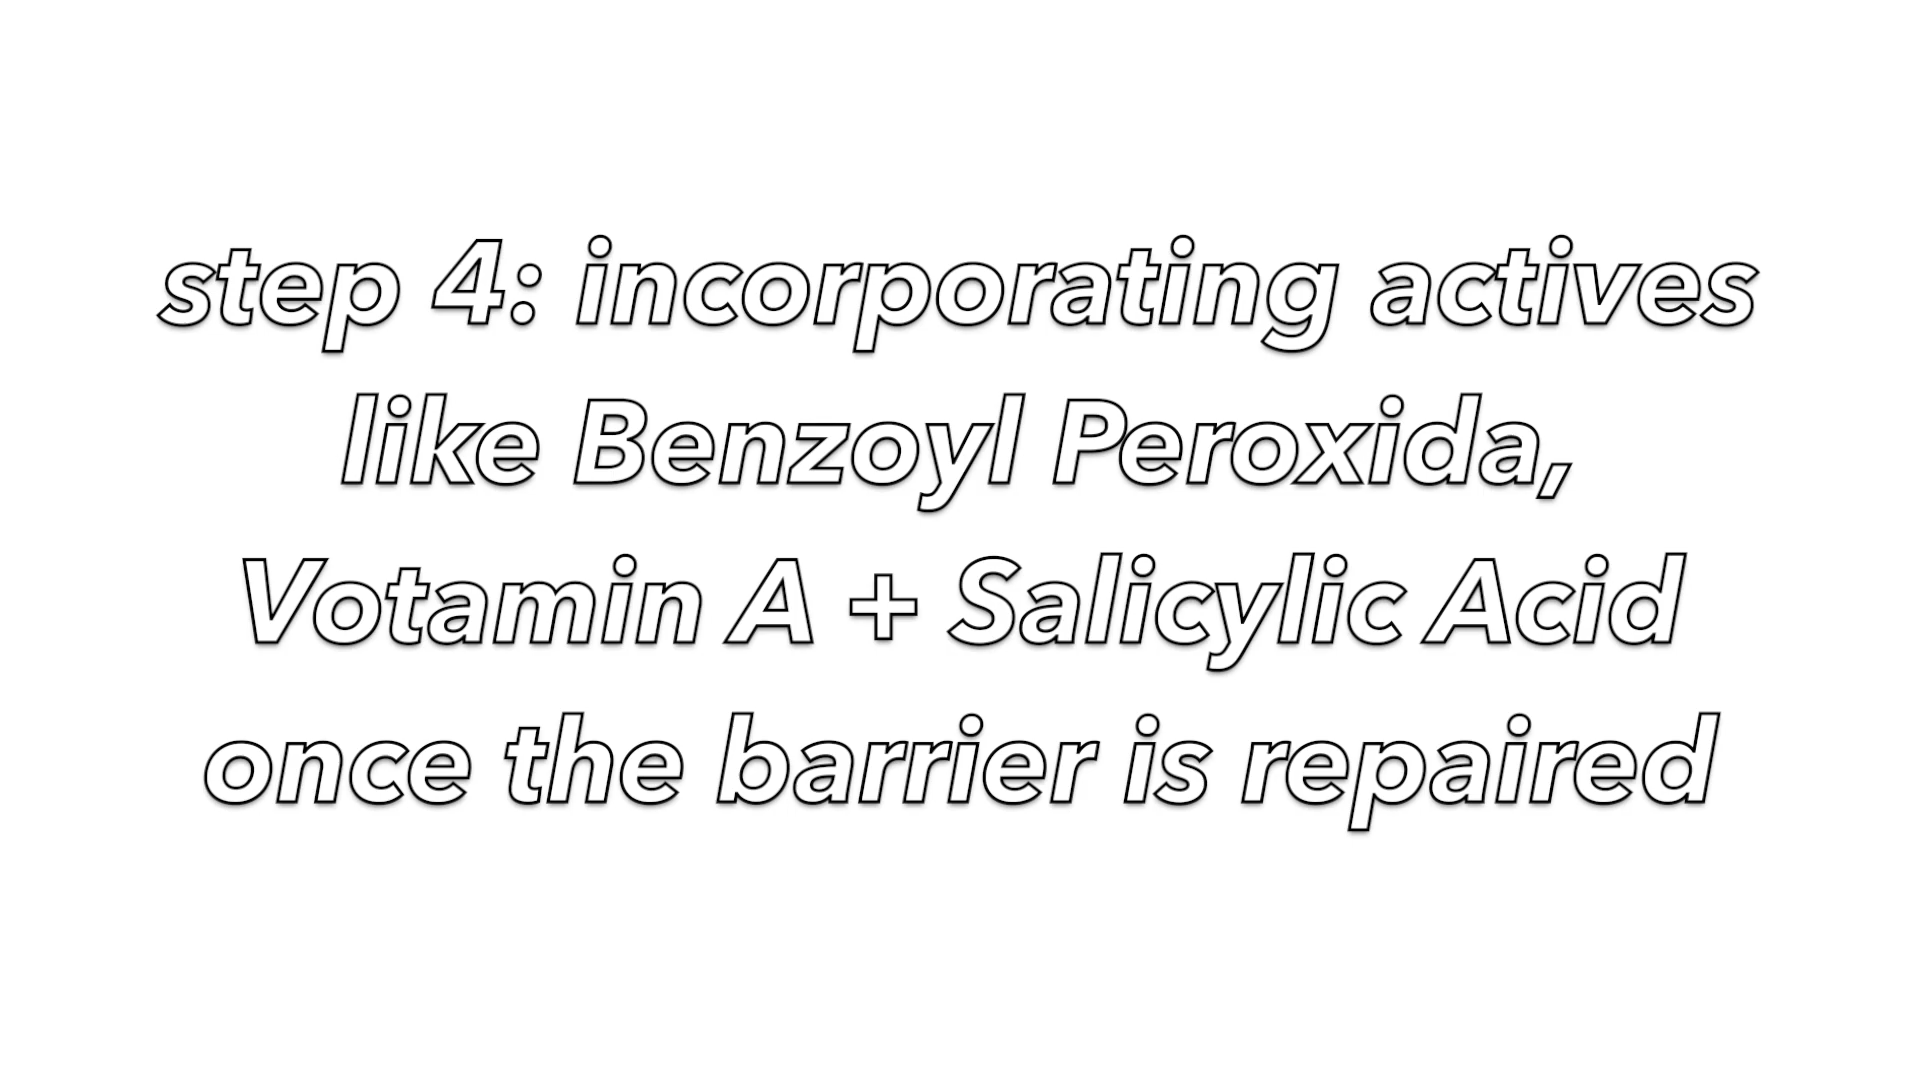 step 4: incorporating actives
like Benzoyl Peroxida,
Votamin A + Salicylic Acid
once the barrier is repaired